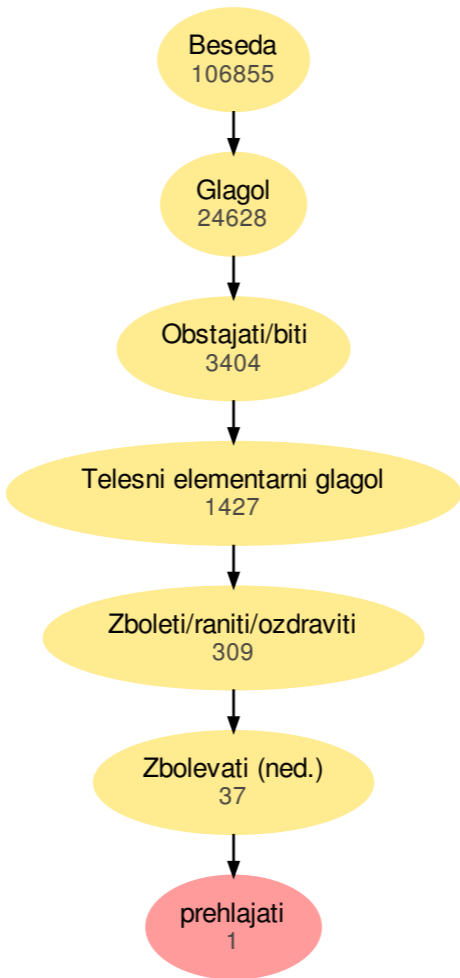 Beseda
106855
Glagol
24628
Obstajati/biti
3404
Telesni elementarni glagol
1427
Zboleti/raniti/ozdraviti
309
Zbolevati (ned.)
37
prehlajati
1